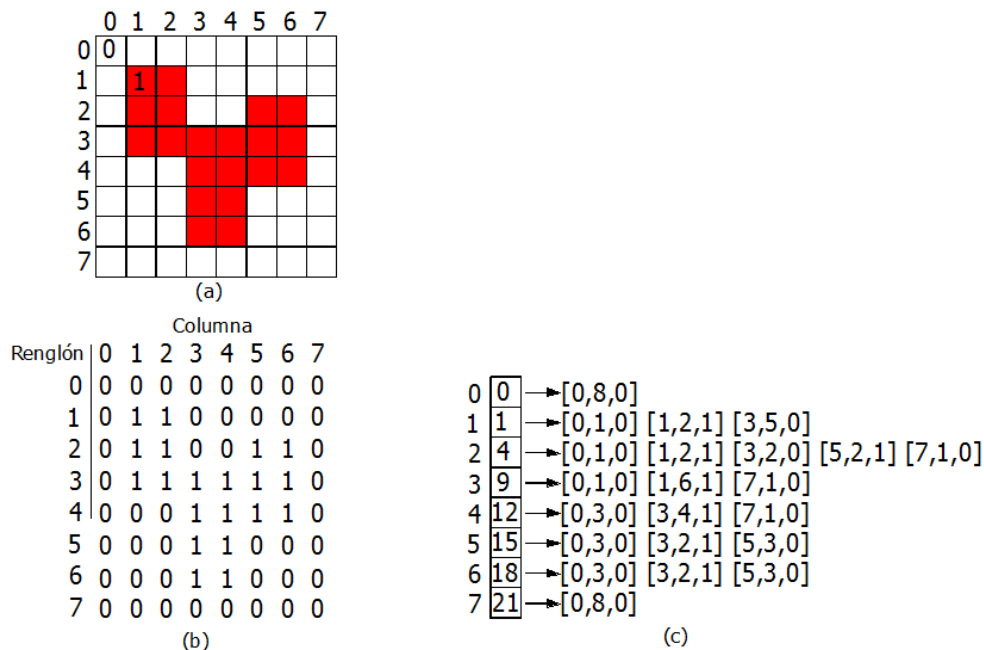 0 1 2 3 4 5 6 7
0 0
1 1
2
3
4
5
6
7
(a)
Columna
Renglón 0 1 2 3 4 5 6 7
0 0 0 0 0 0 0 0 0
1 0 1 1 0 0 0 0 0
2 0 1 1 0 0 1 1 0
3 0 1 1 1 1 1 1 0
4 0 0 0 1 1 1 1 0
5 0 0 0 1 1 0 0 0
6 0 0 0 1 1 0 0 0
7 0 0 0 0 0 0 0 0
(b)
0 0 [0,8,0]
1 1 [0,1,0] [1,2,1] [3,5,0]
2 4 [0,1,0] [1,2,1] [3,2,0] [5,2,1] [7,1,0]
3 9 [0,1,0] [1,6,1] [7,1,0]
4 12 [0,3,0] [3,4,1] [7,1,0]
5 15 [0,3,0] [3,2,1] [5,3,0]
6 18 [0,3,0] [3,2,1] [5,3,0]
7 21 [0,8,0]
(c)